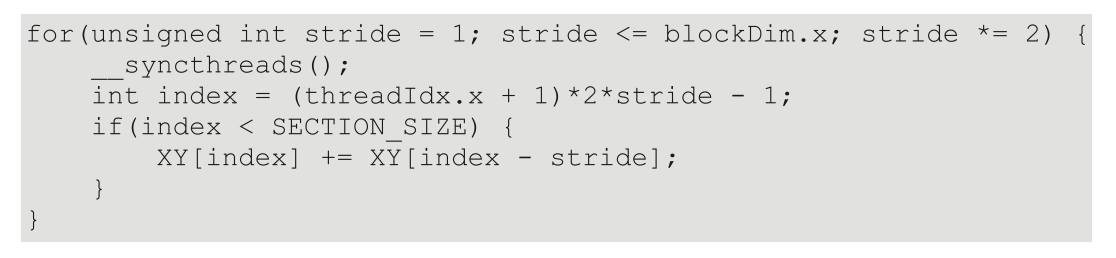 for(unsigned int stride = 1; stride <= blockDim.x; stride *= 2) {
    __syncthreads();
    int index = (threadIdx.x + 1)*2*stride - 1;
    if(index < SECTION_SIZE) {
        XY[index] += XY[index - stride];
    }
}